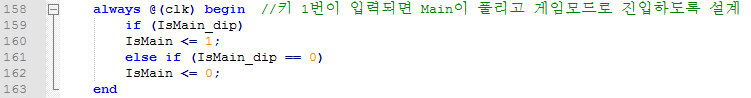 158 always @(clk) begin //키 1번이 입력되면 Main이 풀리고 게임모드로 진입하도록 설계
159 if (IsMain_dip)
160 IsMain <= 1;
161 else if (IsMain_dip == 0)
162 IsMain <= 0;
163 end